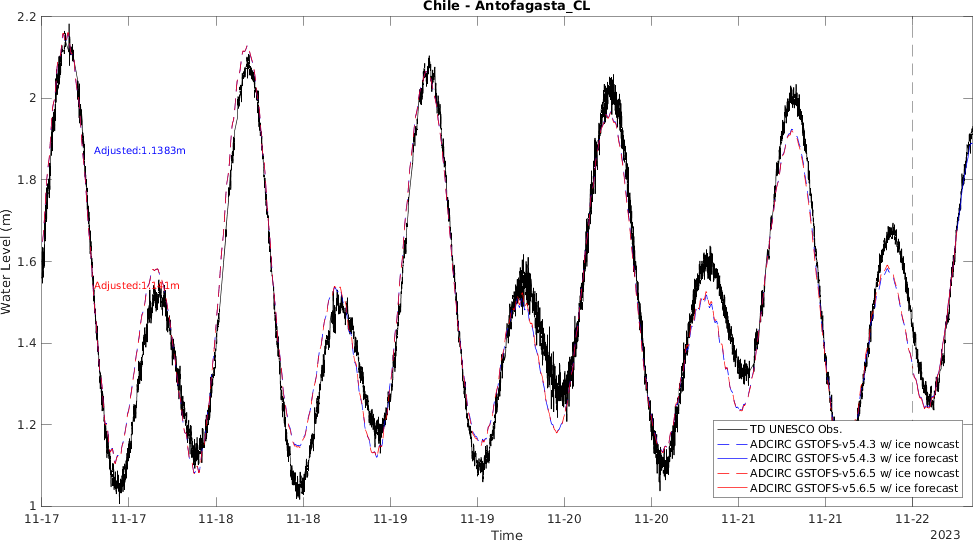 Chile - Antofagasta_CL
Water Level (m)
2.2
2
1.8
1.6
1.4
1.2
1
Adjusted:1.1383m
TD UNESCO Obs.
ADCIRC GSTOFS-v5.4.3 w/ ice nowcast
ADCIRC GSTOFS-v5.4.3 w/ ice forecast
ADCIRC GSTOFS-v5.6.5 w/ ice nowcast
ADCIRC GSTOFS-v5.6.5 w/ ice forecast
11-17 11-17 11-18 11-18 11-19 11-19 11-20 11-20 11-21 11-21 11-22
Time
2023